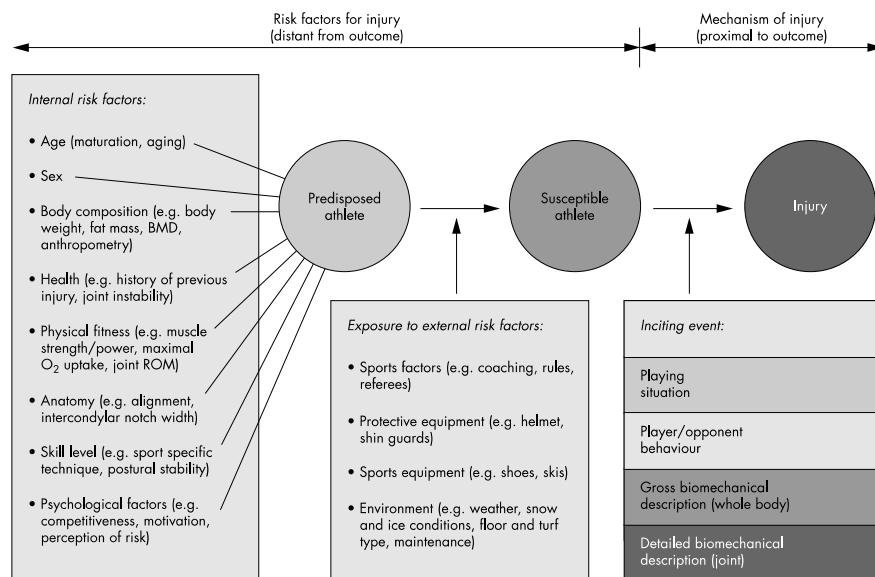 Risk factors for injury
(distant from outcome)
Mechanism of injury
(proximal to outcome)
Internal risk factors:
• Age (maturation, aging)
• Sex
• Body composition (e.g. body
weight, fat mass, BMD,
anthropometry)
• Health (e.g. history of previous
injury, joint instability)
• Physical fitness (e.g. muscle
strength/power, maximal
O₂ uptake, joint ROM)
• Anatomy (e.g. alignment,
intercondylar notch width)
• Skill level (e.g. sport specific
technique, postural stability)
• Psychological factors (e.g.
competitiveness, motivation,
perception of risk)
Predisposed
athlete
Susceptible
athlete
Injury
Exposure to external risk factors:
• Sports factors (e.g. coaching, rules,
referees)
• Protective equipment (e.g. helmet,
shin guards)
• Sports equipment (e.g. shoes, skis)
• Environment (e.g. weather, snow
and ice conditions, floor and turf
type, maintenance)
Inciting event:
Playing
situation
Player/opponent
behaviour
Gross biomechanical
description (whole body)
Detailed biomechanical
description (joint)